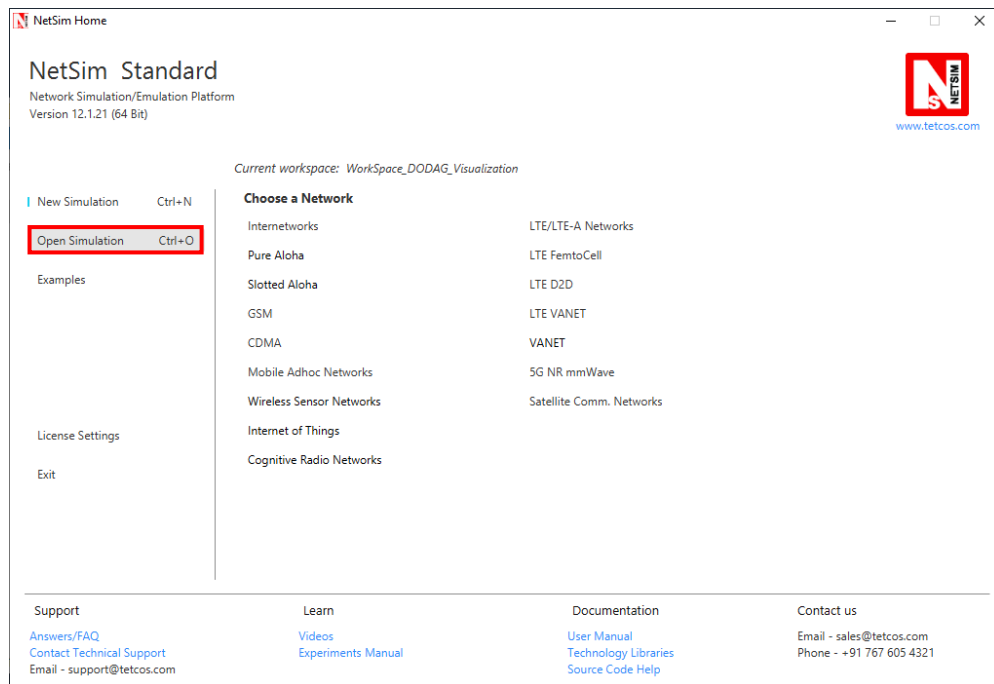 NetSim Home
NetSim Standard
Network Simulation/Emulation Platform
Version 12.1.21 (64 Bit)
N
S
NETSIM
www.tetcos.com
Current workspace: WorkSpace_DODAG_Visualization
New Simulation Ctrl+N
Open Simulation Ctrl+O
Examples
License Settings
Exit
Choose a Network
Internetworks
Pure Aloha
Slotted Aloha
GSM
CDMA
Mobile Adhoc Networks
Wireless Sensor Networks
Internet of Things
Cognitive Radio Networks
LTE/LTE-A Networks
LTE FemtoCell
LTE D2D
LTE VANET
VANET
5G NR mmWave
Satellite Comm. Networks
Support
Answers/FAQ
Contact Technical Support
Email - support@tetcos.com
Learn
Videos
Experiments Manual
Documentation
User Manual
Technology Libraries
Source Code Help
Contact us
Email - sales@tetcos.com
Phone - +91 767 605 4321